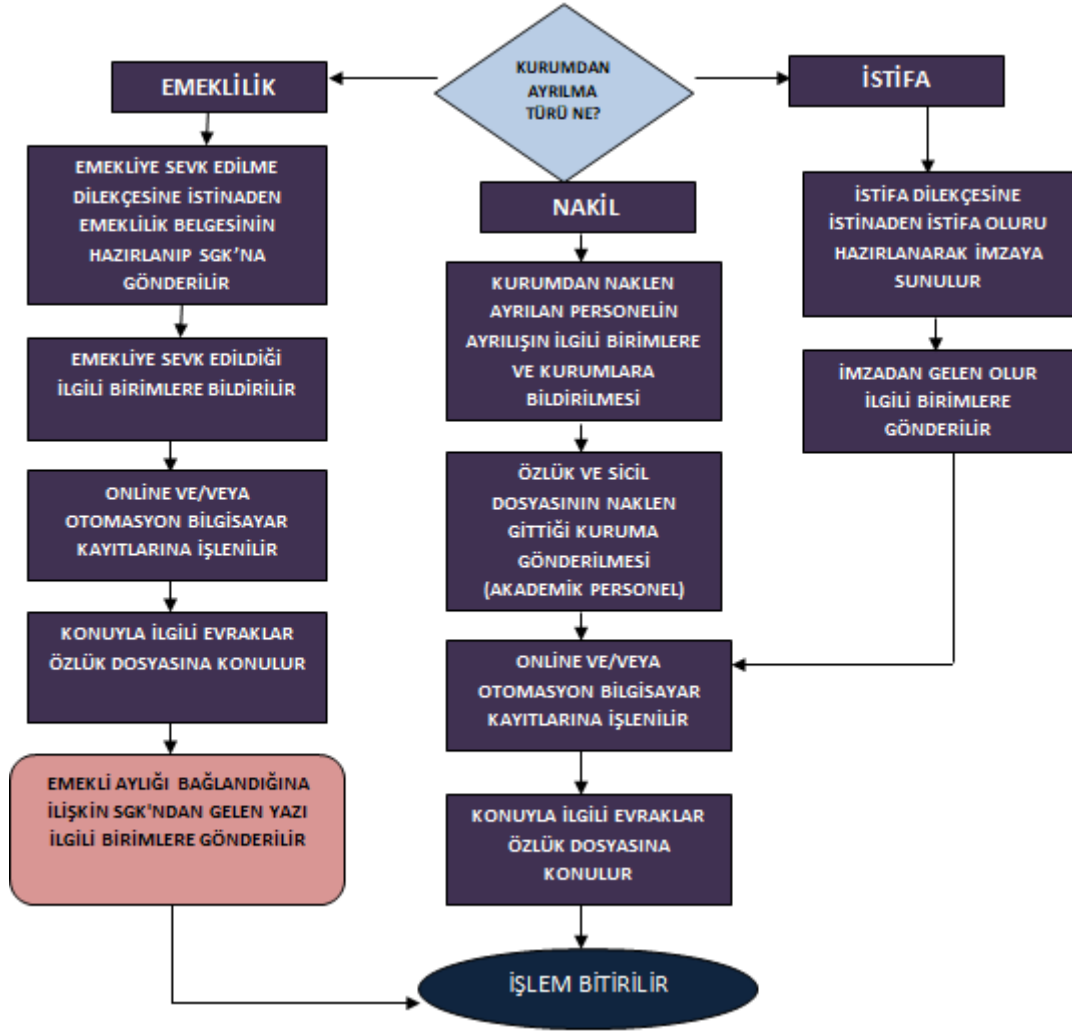 KURUMDAN
AYRILMA
TÜRÜ NE?
EMEKLİLİK
EMEKLİYE SEVK EDİLME
DİLEKÇESİNE İSTİNADEN
EMEKLİLİK BELGESİNİN
HAZIRLANIP SGK'NA
GÖNDERİLİR
EMEKLİYE SEVK EDİLDİĞİ
İLGİLİ BİRİMLERE BİLDİRİLİR
ONLİNE VE/VEYA
OTOMASYON BİLGİSAYAR
KAYITLARINA İŞLENİLİR
KONUYLA İLGİLİ EVRAKLAR
ÖZLÜK DOSYASINA KONULUR
EMEKLİ AYLIĞI BAĞLANDIĞINA
İLİŞKİN SGK'NDAN GELEN YAZI
İLGİLİ BİRİMLERE GÖNDERİLİR
NAKİL
KURUMDAN NAKLEN
AYRILAN PERSONELİN
AYRILIŞIN İLGİLİ BİRİMLERE
VE KURUMLARA
BİLDİRİLMESİ
ÖZLÜK VE SİCİL
DOSYASININ NAKLEN
GİTTİĞİ KURUMA
GÖNDERİLMESİ
(AKADEMİK PERSONEL)
ONLİNE VE/VEYA
OTOMASYON BİLGİSAYAR
KAYITLARINA İŞLENİLİR
KONUYLA İLGİLİ EVRAKLAR
ÖZLÜK DOSYASINA
KONULUR
İSTİFA
İSTİFA DİLEKÇESİNE
İSTİNADEN İSTİFA OLURU
HAZIRLANARAK İMZAYA
SUNULUR
İMZADAN GELEN OLUR
İLGİLİ BİRİMLERE
GÖNDERİLİR
İŞLEM BİTİRİLİR